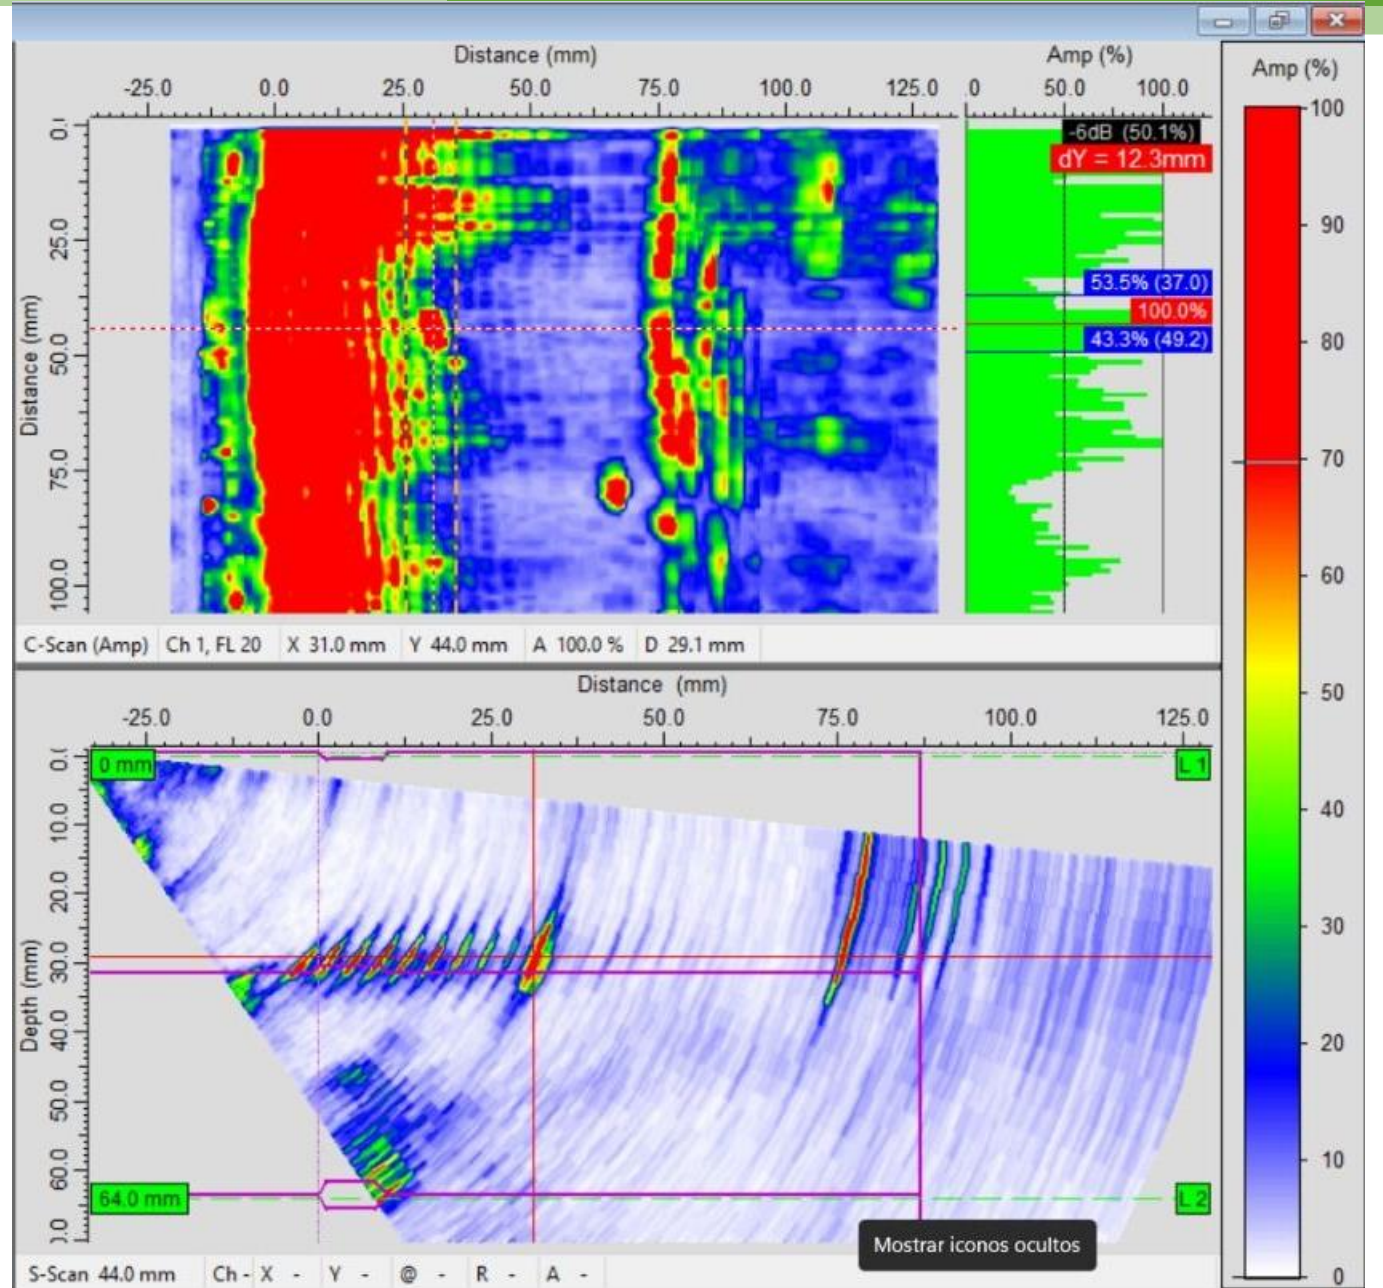 Distance (mm)
Amp (%)
Amp (%)
-25.0 0.0 25.0 50.0 75.0 100.0 125.0
0 50.0 100.0
-6dB (50.1%)
dY = 12.3mm
53.5% (37.0)
100.0%
43.3% (49.2)
Distance (mm)
25.0
50.0
75.0
100.0
C-Scan (Amp) Ch 1, FL 20 X 31.0 mm Y 44.0 mm A 100.0 % D 29.1 mm
Distance (mm)
-25.0 0.0 25.0 50.0 75.0 100.0 125.0
0 mm
L 1
Depth (mm)
10.0
20.0
30.0
40.0
50.0
60.0
64.0 mm
L 2
Mostrar iconos ocultos
S-Scan 44.0 mm Ch - X - Y - @ - R - A -
100
90
80
70
60
50
40
30
20
10
0